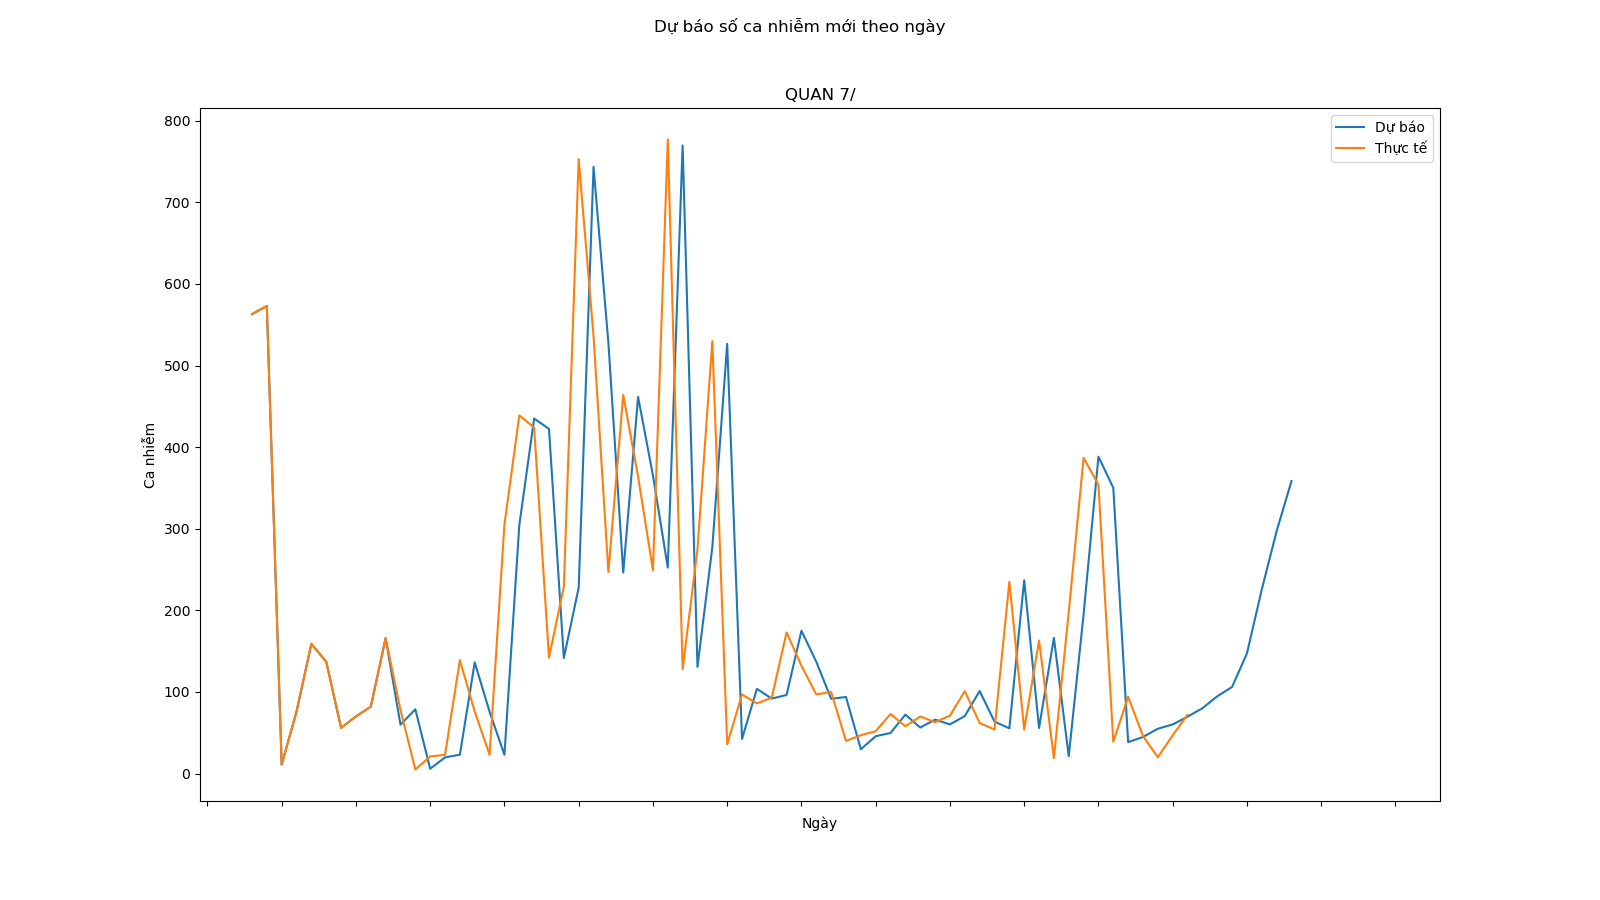 Dự báo số ca nhiễm mới theo ngày
QUAN 7/
800
700
600
500
400
300
200
100
0
Ca nhiễm
Ngày
Dự báo
Thực tế